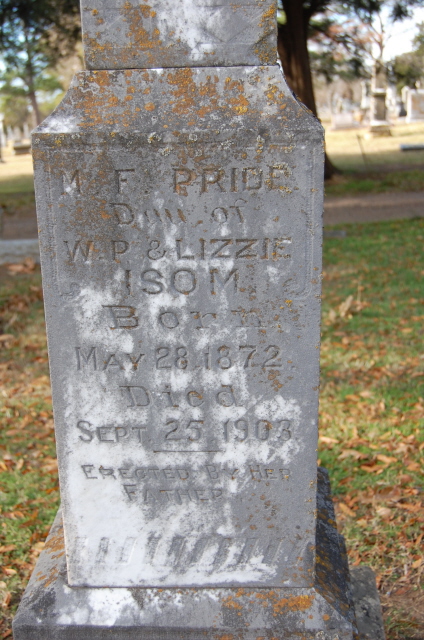 M. F. PRIDE
Dau. of
W. P. & LIZZIE
ISOM
Born
MAY 28, 1872
Died
SEPT. 25, 1903
ERECTED BY HER
FATHER